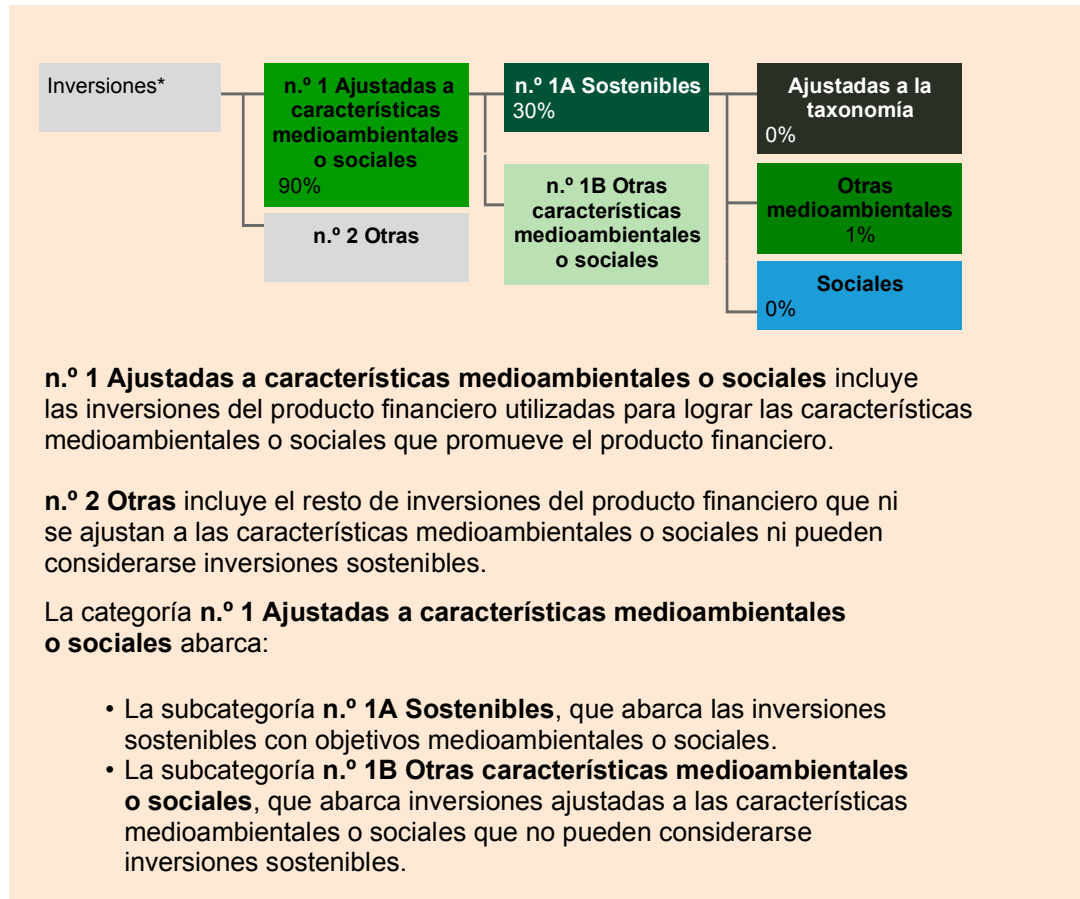 Inversiones*
n.º 1 Ajustadas a
características
medioambientales
o sociales
90%
n.º 2 Otras
n.º 1A Sostenibles
30%
n.º 1B Otras
características
medioambientales
o sociales
Ajustadas a la
taxonomía
0%
Otras
medioambientales
1%
Sociales
0%
n.º 1 Ajustadas a características medioambientales o sociales incluye
las inversiones del producto financiero utilizadas para lograr las características
medioambientales o sociales que promueve el producto financiero.
n.º 2 Otras incluye el resto de inversiones del producto financiero que ni
se ajustan a las características medioambientales o sociales ni pueden
considerarse inversiones sostenibles.
La categoría n.º 1 Ajustadas a características medioambientales
o sociales abarca:
• La subcategoría n.º 1A Sostenibles, que abarca las inversiones
sostenibles con objetivos medioambientales o sociales.
• La subcategoría n.º 1B Otras características medioambientales
o sociales, que abarca inversiones ajustadas a las características
medioambientales o sociales que no pueden considerarse
inversiones sostenibles.